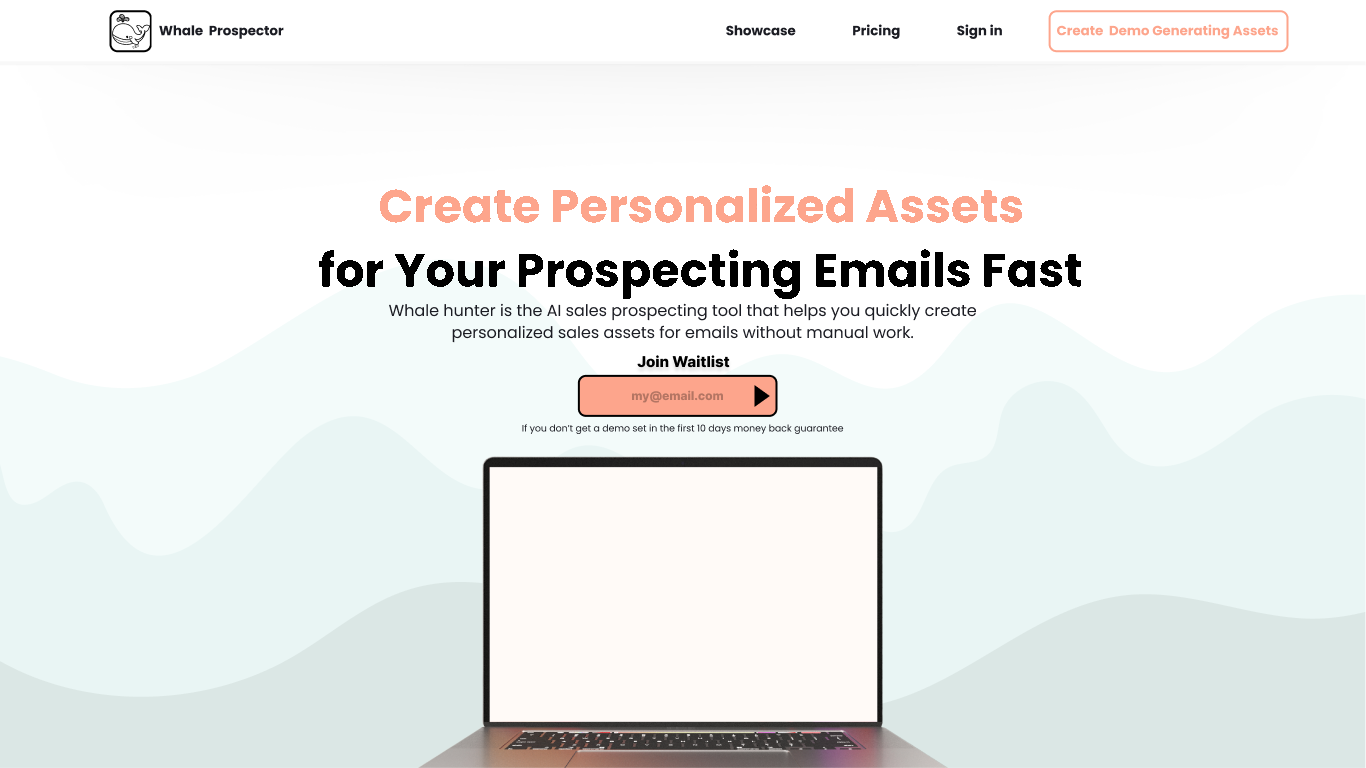 Whale Prospector
Showcase
Pricing
Sign in
Create Demo Generating Assets
Create Personalized Assets
for Your Prospecting Emails Fast
Whale hunter is the AI sales prospecting tool that helps you quickly create
personalized sales assets for emails without manual work.
Join Waitlist
my@email.com
If you don't get a demo set in the first 10 days money back guarantee